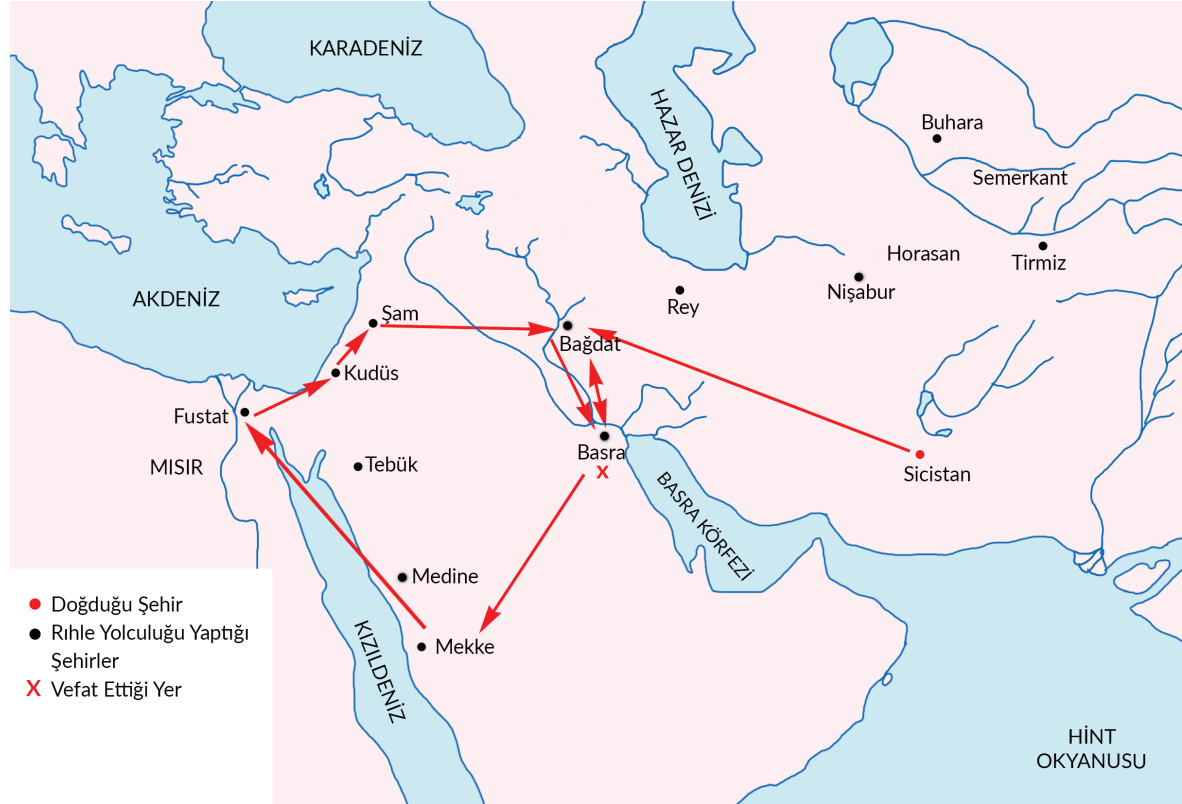 KARADENİZ
HAZAR DENİZİ
Buhara
Semerkant
Horasan
Tirmiz
Nişabur
Rey
AKDENİZ
Şam
Bağdat
Kudüs
Fustat
MISIR
Tebük
Basra
X
Sicistan
BASRA KÖRFEZİ
Medine
Mekke
KIZILDENİZ
HİNT
OKYANUSU
Doğduğu Şehir
Rıhle Yolculuğu Yaptığı
Şehirler
X Vefat Ettiği Yer